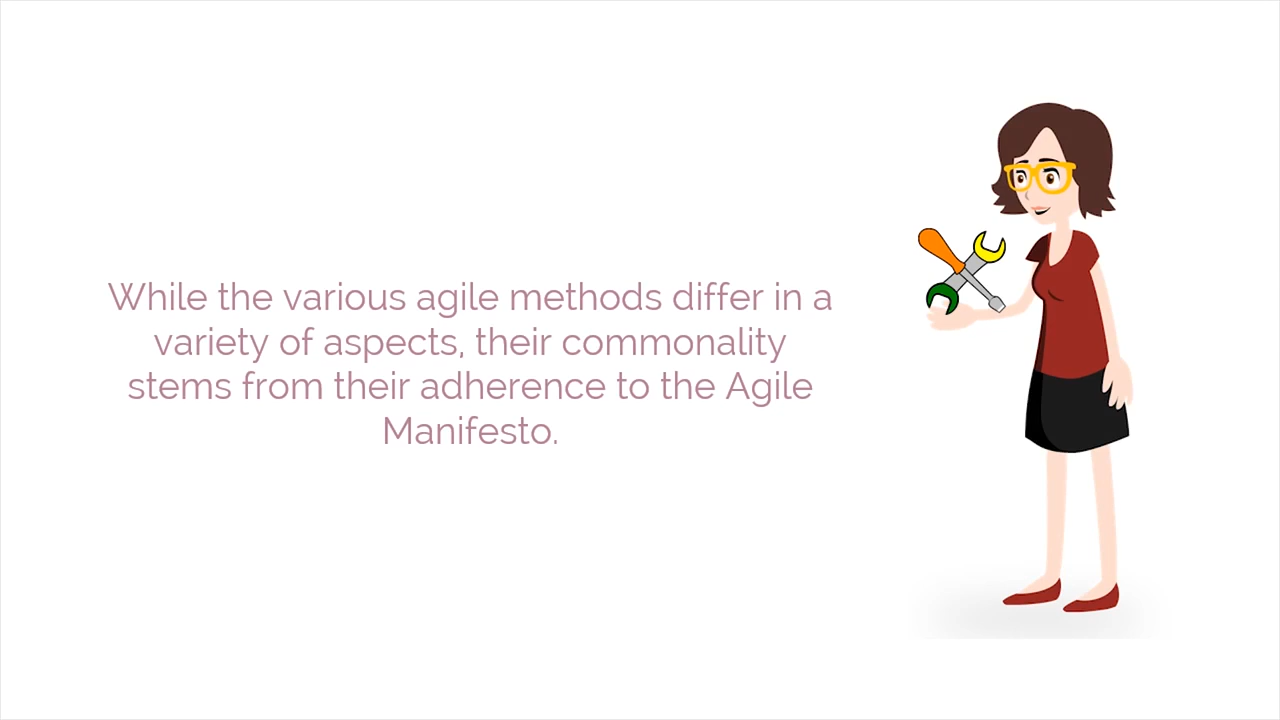 While the various agile methods differ in a
variety of aspects, their commonality
stems from their adherence to the Agile
Manifesto.